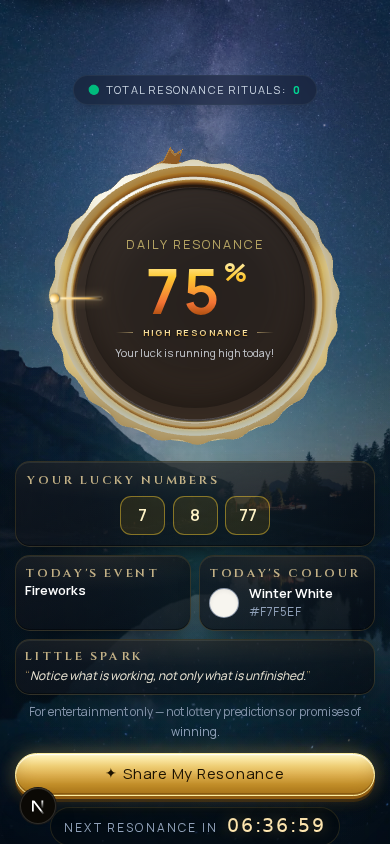 TOTAL RESONANCE RITUALS: 0
DAILY RESONANCE
75%
HIGH RESONANCE
Your luck is running high today!
YOUR LUCKY NUMBERS
7 8 77
TODAY'S EVENT
Fireworks
TODAY'S COLOUR
Winter White
#F7F5EF
LITTLE SPARK
"Notice what is working, not only what is unfinished."
For entertainment only — not lottery predictions or promises of
winning.
✦ Share My Resonance
N
NEXT RESONANCE IN 06:36:59